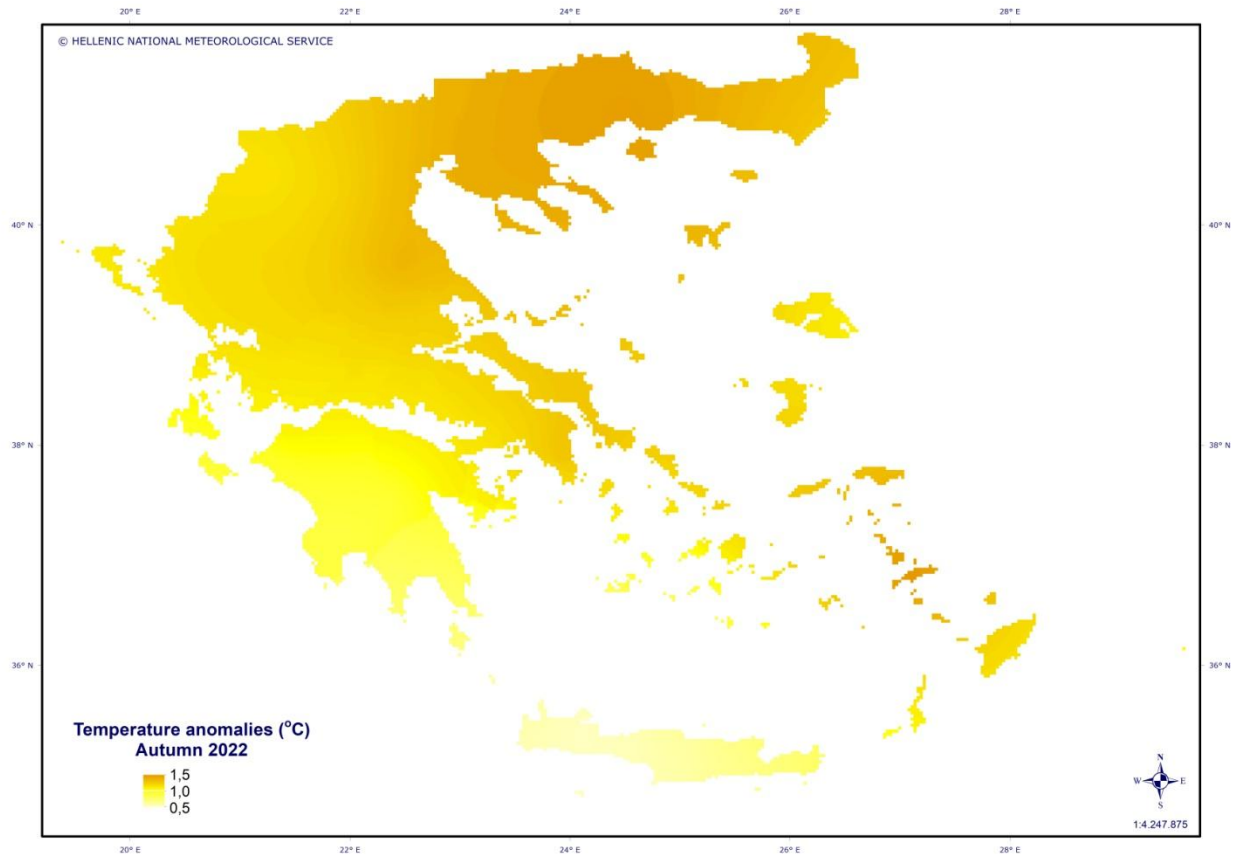 20° E 22° E 24° E 26° E 28° E
© HELLENIC NATIONAL METEOROLOGICAL SERVICE
40° N 40° N
38° N 38° N
36° N 36° N
Temperature anomalies (°C)
Autumn 2022
1,5
1,0
0,5
N
W E
S
1:4.247.875
20° E 22° E 24° E 26° E 28° E